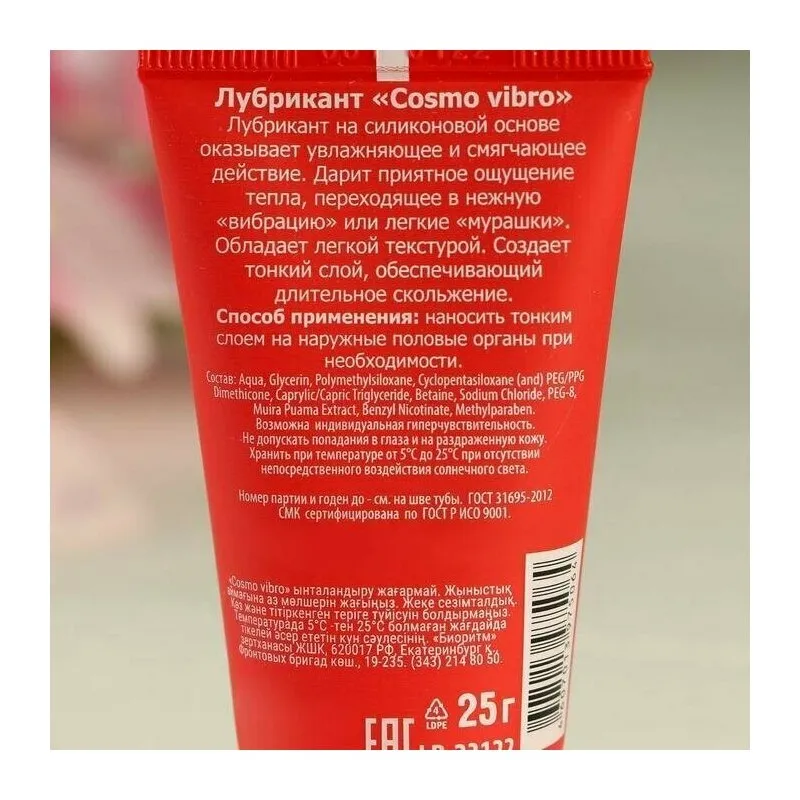 Лубрикант «Cosmo vibro»
Лубрикант на силиконовой основе
оказывает увлажняющее и смягчающее
действие. Дарит приятное ощущение
тепла, переходящее в нежную
«вибрацию» или легкие «мурашки».
Обладает легкой текстурой. Создает
тонкий слой, обеспечивающий
длительное скольжение.
Способ применения: наносить тонким
слоем на наружные половые органы при
необходимости.
Состав: Aqua, Glycerin, Polymethylsiloxane, Cyclopentasiloxane (and) PEG/PPG
Dimethicone, Caprylic/Capric Triglyceride, Betaine, Sodium Chloride, PEG-8,
Muira Puama Extract, Benzyl Nicotinate, Methylparaben.
Возможна индивидуальная гиперчувствительность.
Не допускать попадания в глаза и на раздраженную кожу.
Хранить при температуре от 5°C до 25°C при отсутствии
непосредственного воздействия солнечного света.
Номер партии и годен до - см. на шве тубы. ГОСТ 31695-2012
СМК сертифицирована по ГОСТ Р ИСО 9001.
«Cosmo vibro» ынталандыру жағармай. Жыныстық
аймағына аз мөлшерін жағыңыз. Жеке сезімталдық.
Көз және тітіркенген теріге түйісуін болдырмаңыз.
Температурада 5°C -тен 25°C болмаған жағдайда
тікелей әсер ететін күн сәулесінің. «Биоритм»
зертханасы ЖШК, 620017 РФ, Екатеринбург қ.,
Фронтовых бригад көш., 19-235. (343) 214 80 50.
4
LDPE
25 г
EAC